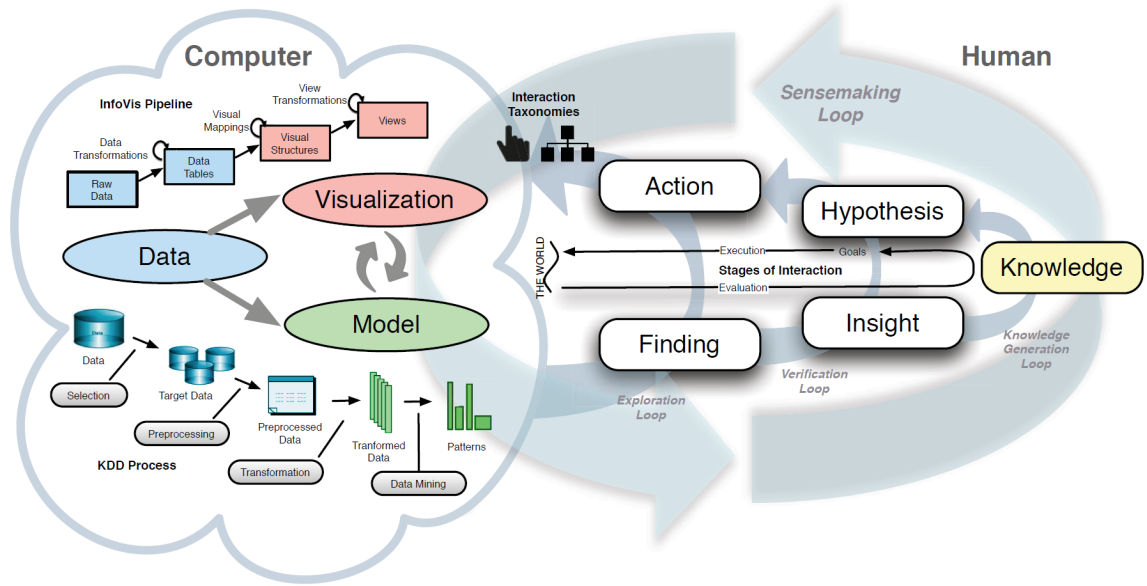 Computer
Human
InfoVis Pipeline
View
Transformations
Visual
Mappings
Data
Transformations
Raw
Data
Data
Tables
Visual
Structures
Views
Interaction
Taxonomies
Sensemaking
Loop
Visualization
Data
Model
Action
Hypothesis
Knowledge
THE WORLD
Execution
Goals
Stages of Interaction
Evaluation
Finding
Insight
Exploration
Loop
Verification
Loop
Knowledge
Generation
Loop
Data
Data
Selection
Target Data
Preprocessing
Preprocessed
Data
KDD Process
Transformation
Tranformed
Data
Data Mining
Patterns